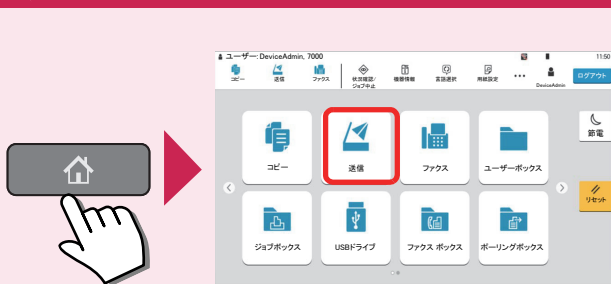 ユーザー: DeviceAdmin, 7000
11:50
コピー 送信 ファクス 状況確認/ジョブ中止 機器情報 言語選択 用紙設定 ... DeviceAdmin ログアウト
コピー 送信 ファクス ユーザーボックス
節電
リセット
ジョブボックス USBドライブ ファクス ボックス ポーリングボックス